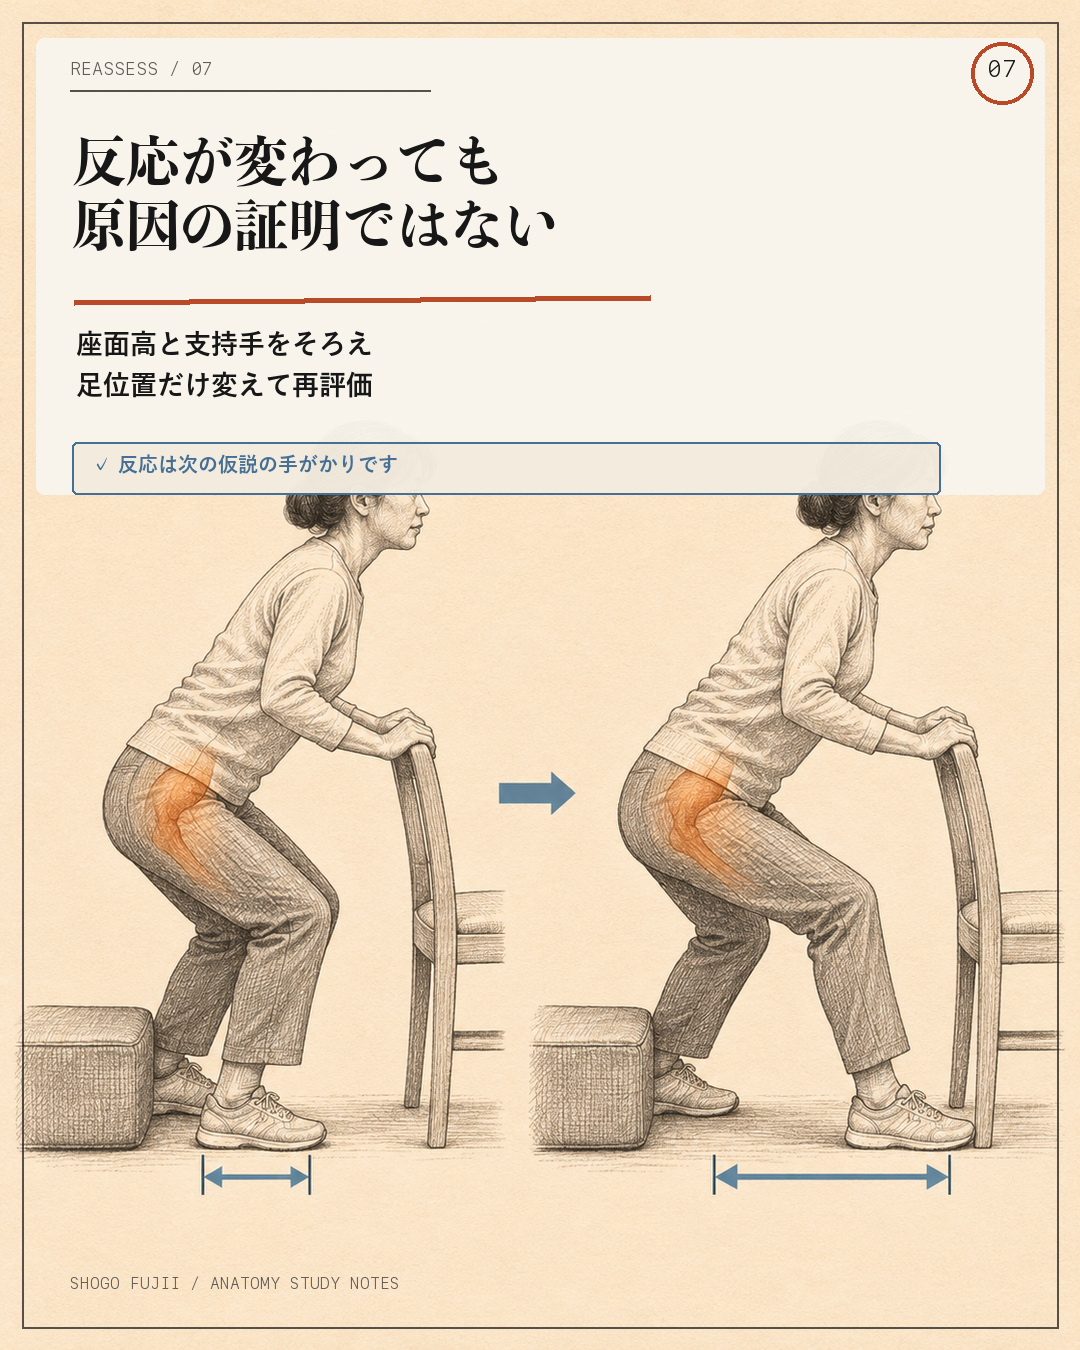 REASSESS / 07
07
反応が変わっても
原因の証明ではない
座面高と支持手をそろえ
足位置だけ変えて再評価
✓ 反応は次の仮説の手がかりです
SHOGO FUJII / ANATOMY STUDY NOTES